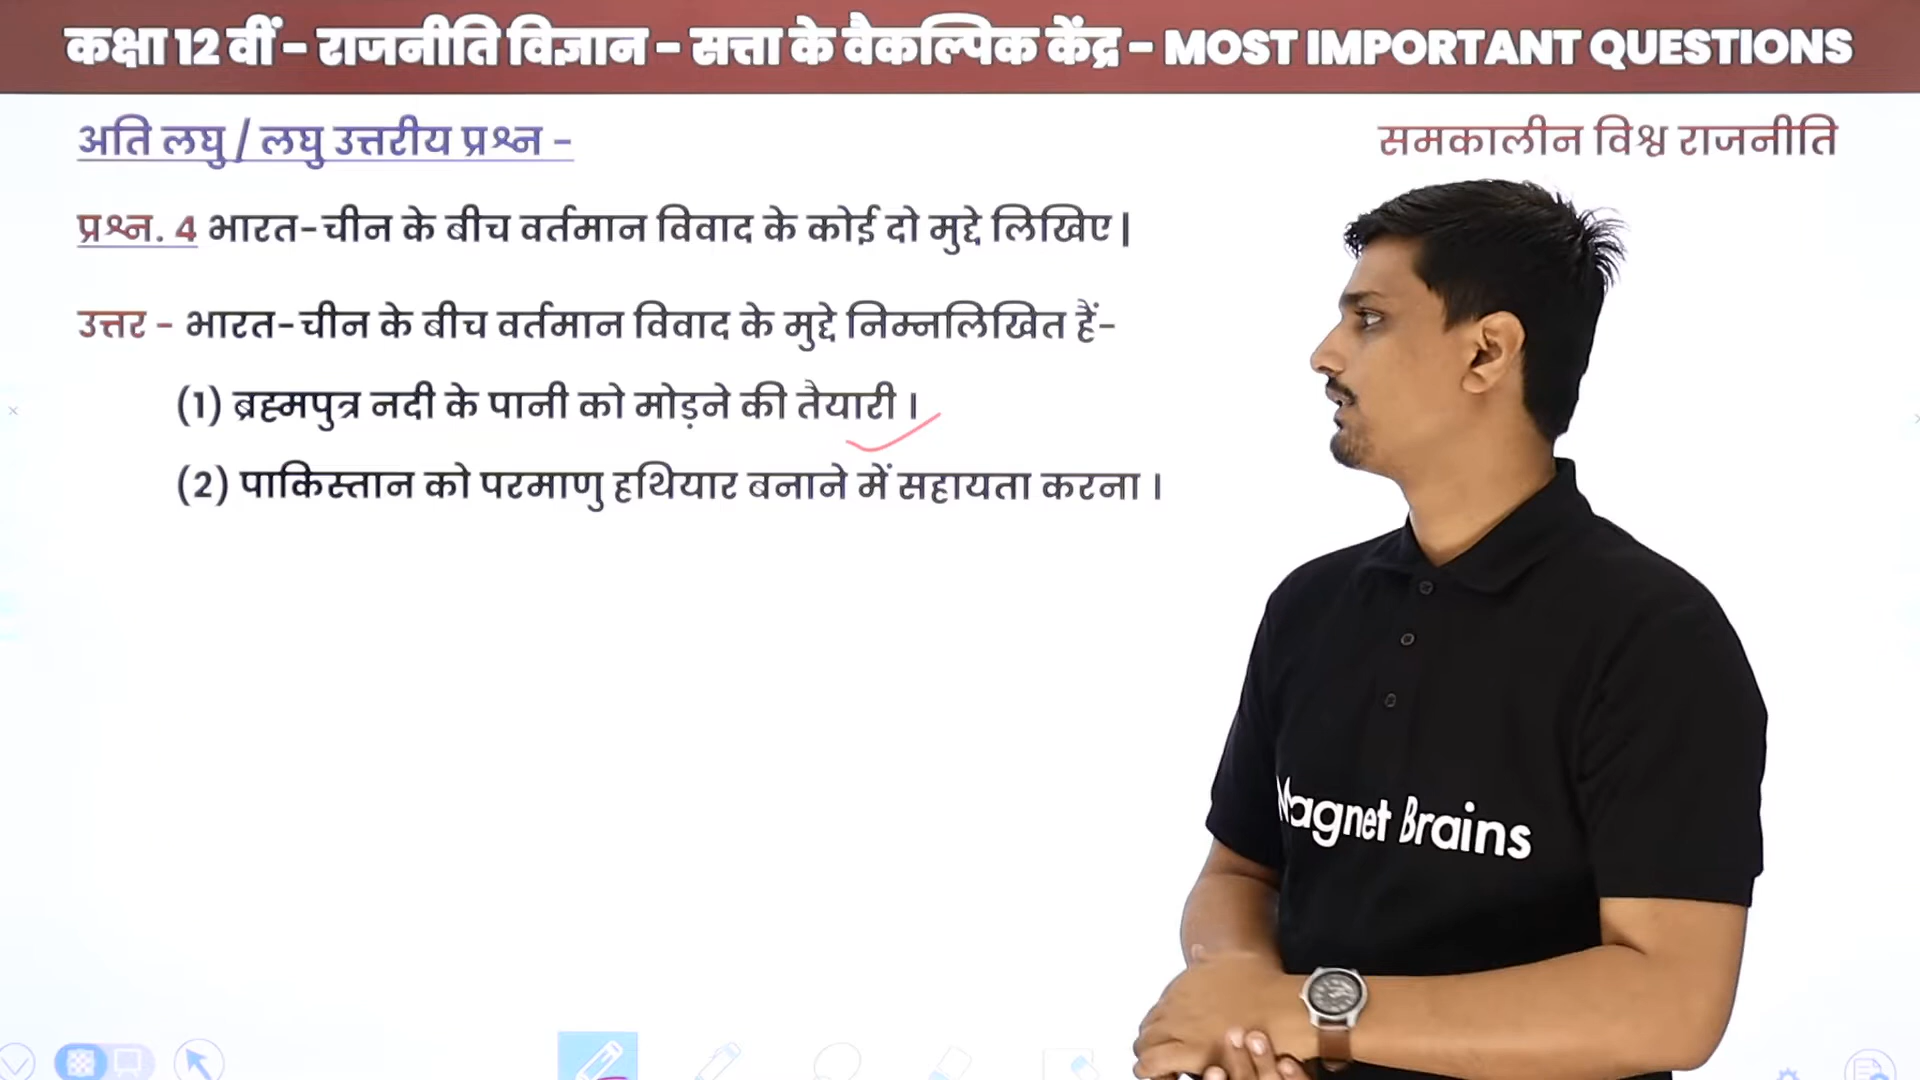 कक्षा 12 वीं - राजनीति विज्ञान - सत्ता के वैकल्पिक केंद्र - MOST IMPORTANT QUESTIONS
अति लघु / लघु उत्तरीय प्रश्न -
समकालीन विश्व राजनीति
प्रश्न. 4 भारत-चीन के बीच वर्तमान विवाद के कोई दो मुद्दे लिखिए |
उत्तर - भारत-चीन के बीच वर्तमान विवाद के मुद्दे निम्नलिखित हैं-
(1) ब्रह्मपुत्र नदी के पानी को मोड़ने की तैयारी ।
(2) पाकिस्तान को परमाणु हथियार बनाने में सहायता करना ।
Magnet Brains